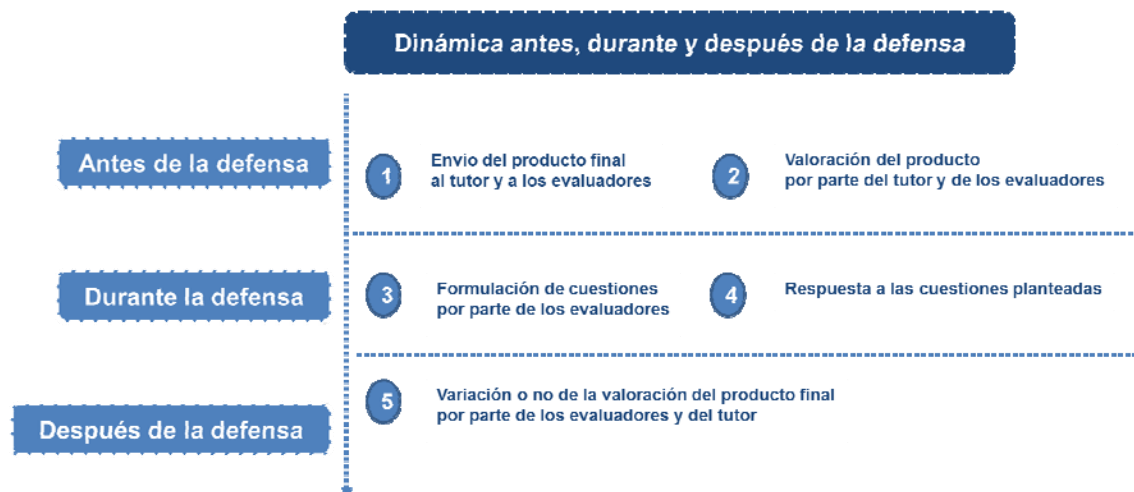 Dinámica antes, durante y después de la defensa
Antes de la defensa
1
Envio del producto final
al tutor y a los evaluadores
2
Valoración del producto
por parte del tutor y de los evaluadores
Durante la defensa
3
Formulación de cuestiones
por parte de los evaluadores
4
Respuesta a las cuestiones planteadas
Después de la defensa
5
Variación o no de la valoración del producto final
por parte de los evaluadores y del tutor